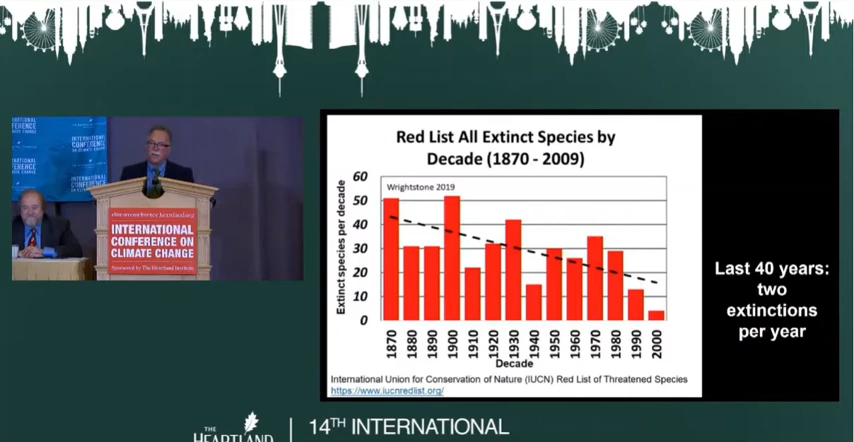 INTERNATIONAL
CONFERENCE ON
CLIMATE CHANGE
Sponsored by The Heartland Institute
Red List All Extinct Species by
Decade (1870 - 2009)
Wrightstone 2019
Extinct species per decade
60
50
40
30
20
10
0
1870 1880 1890 1900 1910 1920 1930 1940 1950 1960 1970 1980 1990 2000
Decade
International Union for Conservation of Nature (IUCN) Red List of Threatened Species
https://www.iucnredlist.org/
Last 40 years:
two
extinctions
per year
THE
HEARTLAND
14TH INTERNATIONAL